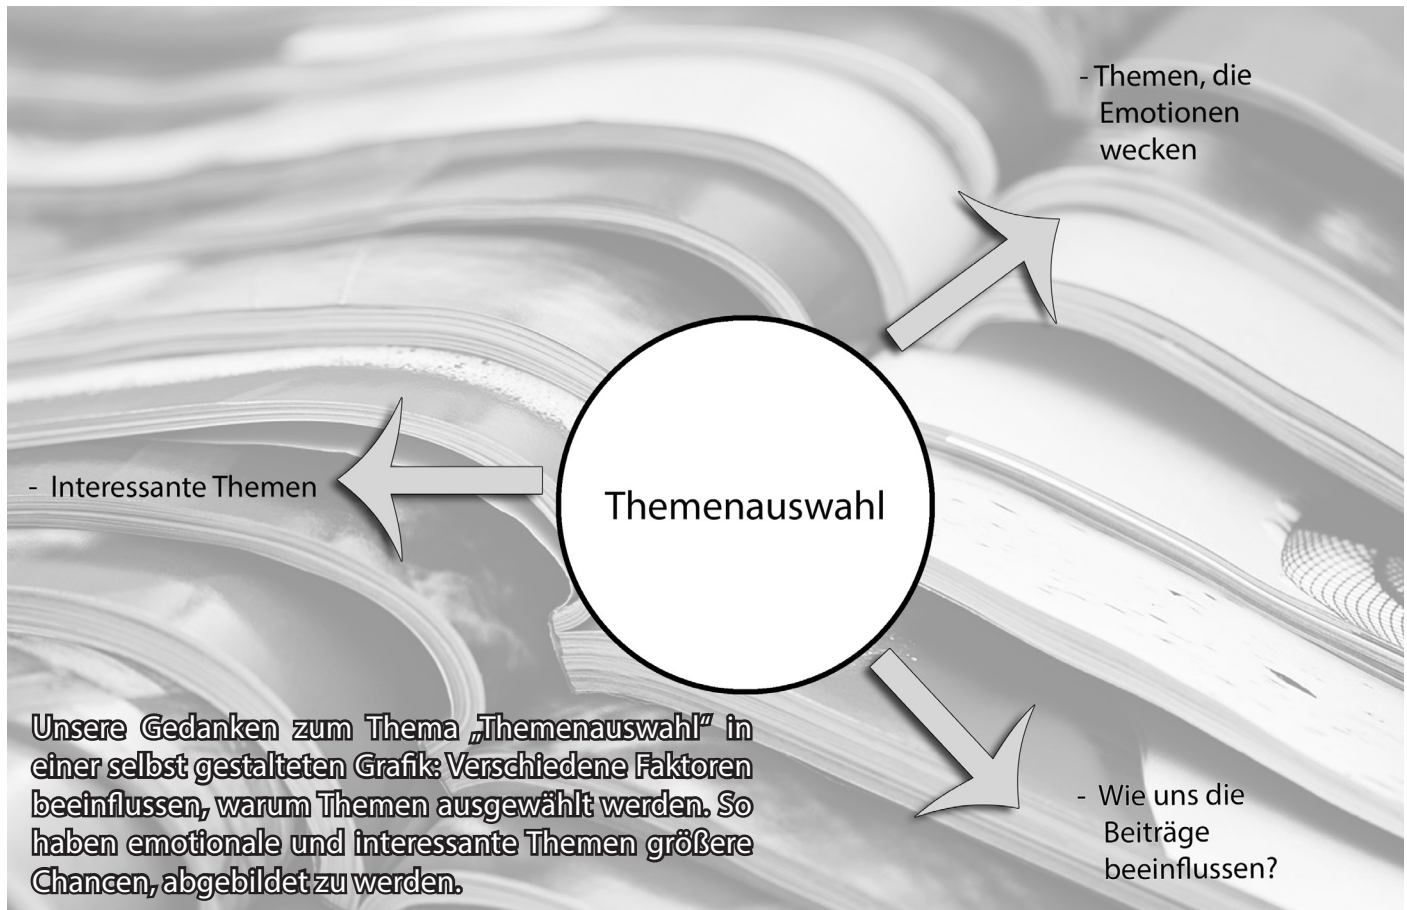 - Themen, die
Emotionen
wecken
- Interessante Themen
Themenauswahl
Unsere Gedanken zum Thema „Themenauswahl“ in
einer selbst gestalteten Grafik: Verschiedene Faktoren
beeinflussen, warum Themen ausgewählt werden. So
haben emotionale und interessante Themen größere
Chancen, abgebildet zu werden.
- Wie uns die
Beiträge
beeinflussen?